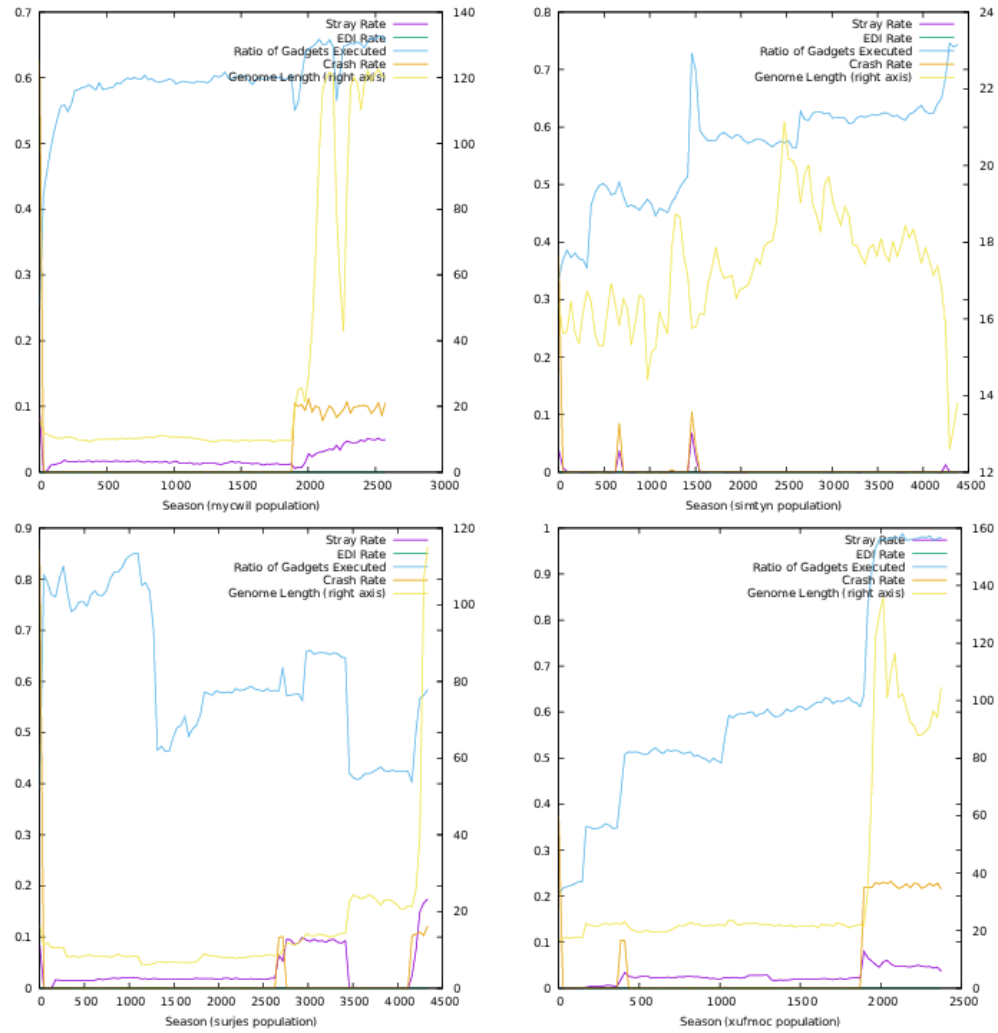 0.7 140
Stray Rate
EDI Rate
0.6 Ratio of Gadgets Executed 120
Crash Rate
Genome Length (right axis)
0.5 100
0.4 80
0.3 60
0.2 40
0.1 20
0 0
0 500 1000 1500 2000 2500 3000
Season (mycwil population)
0.8 24
Stray Rate
EDI Rate
0.7 Ratio of Gadgets Executed
Crash Rate
Genome Length (right axis) 22
0.6
0.5 20
0.4 18
0.3 16
0.2
0.1 14
0 12
0 500 1000 1500 2000 2500 3000 3500 4000 4500
Season (simtyn population)
0.9 120
Stray Rate
EDI Rate
0.8 Ratio of Gadgets Executed
Crash Rate
Genome Length (right axis) 100
0.7
0.6 80
0.5
0.4 60
0.3 40
0.2
0.1 20
0 0
0 500 1000 1500 2000 2500 3000 3500 4000 4500
Season (surjes population)
1 160
Stray Rate
EDI Rate
0.9 Ratio of Gadgets Executed 140
Crash Rate
Genome Length (right axis)
0.8
0.7 120
0.6 100
0.5 80
0.4 60
0.3
0.2 40
0.1 20
0 0
0 500 1000 1500 2000 2500
Season (xufmoc population)